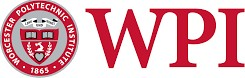 WORCESTER POLYTECHNIC INSTITUTE
• 1865 •
WPI